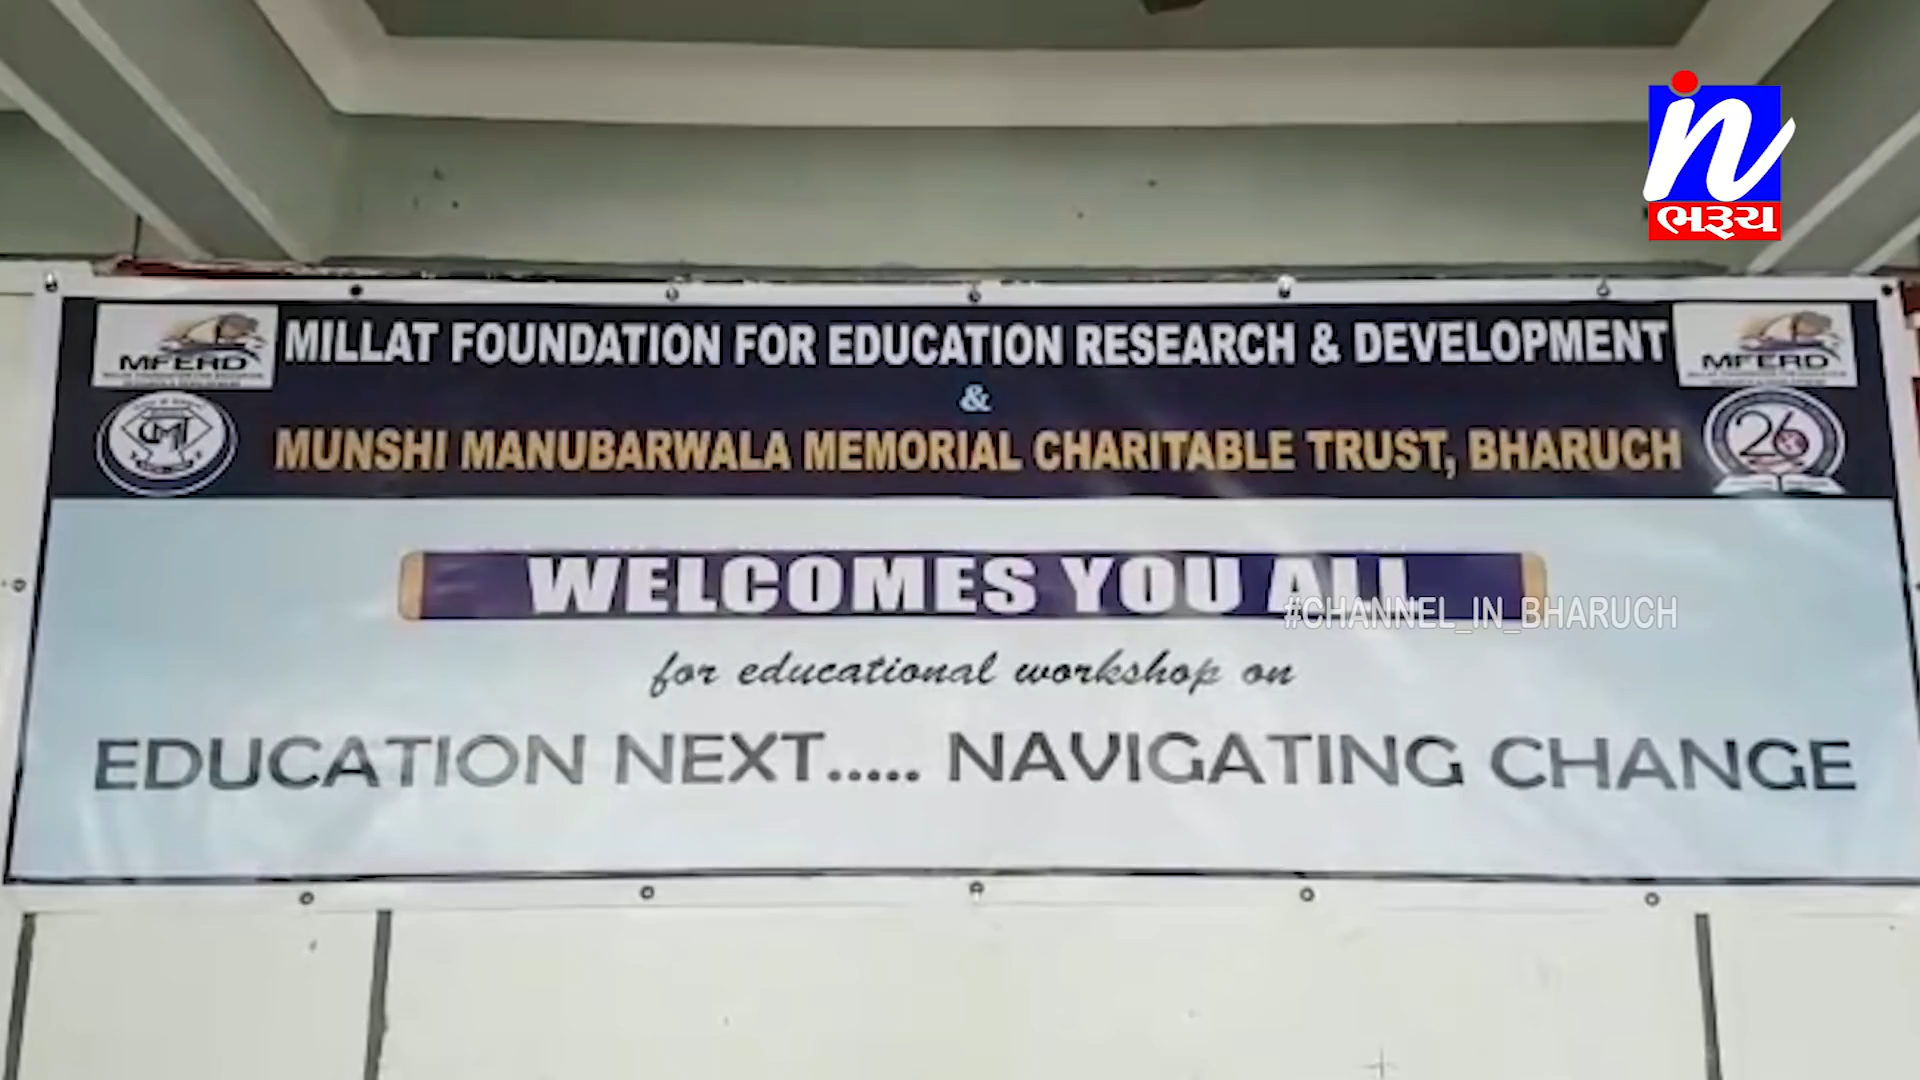 in
ભરૂચ
MFERD
MILLAT FOUNDATION FOR EDUCATION RESEARCH & DEVELOPMENT
MFERD
&
MUNSHI MANUBARWALA MEMORIAL CHARITABLE TRUST, BHARUCH
26
WELCOMES YOU ALL
#CHANNEL_IN_BHARUCH
for educational workshop on
EDUCATION NEXT..... NAVIGATING CHANGE